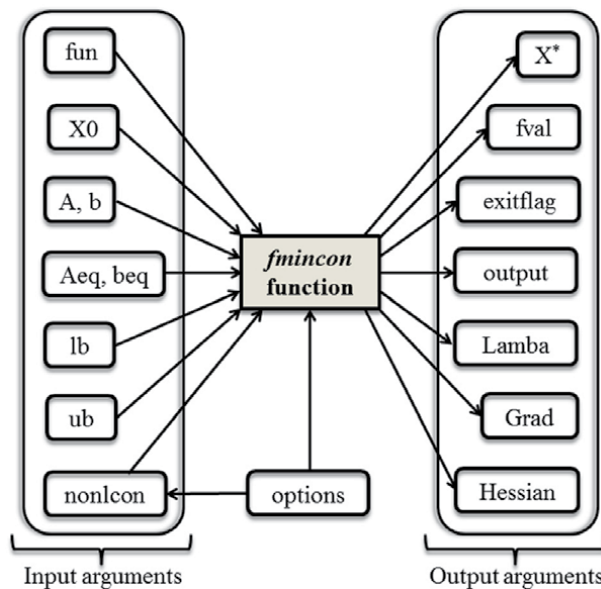 fun
X0
A, b
Aeq, beq
lb
ub
nonlcon
Input arguments
fmincon
function
options
X*
fval
exitflag
output
Lamba
Grad
Hessian
Output arguments